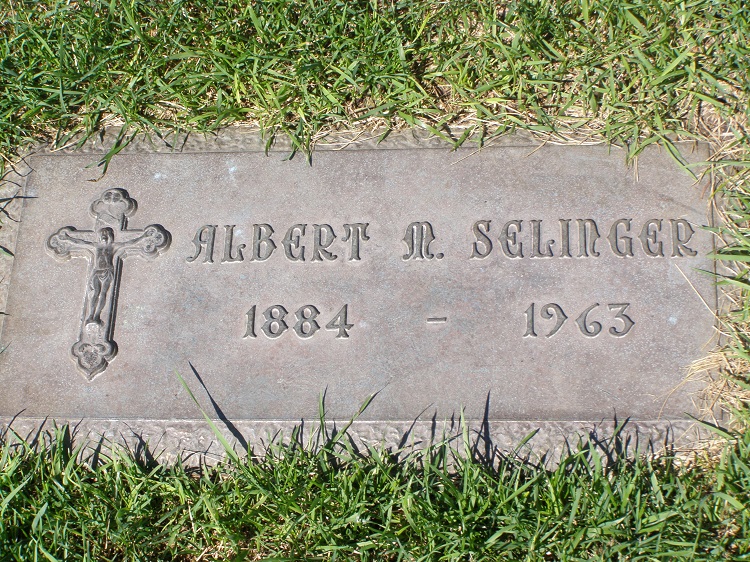 ALBERT M. SELINGER
1884 - 1963